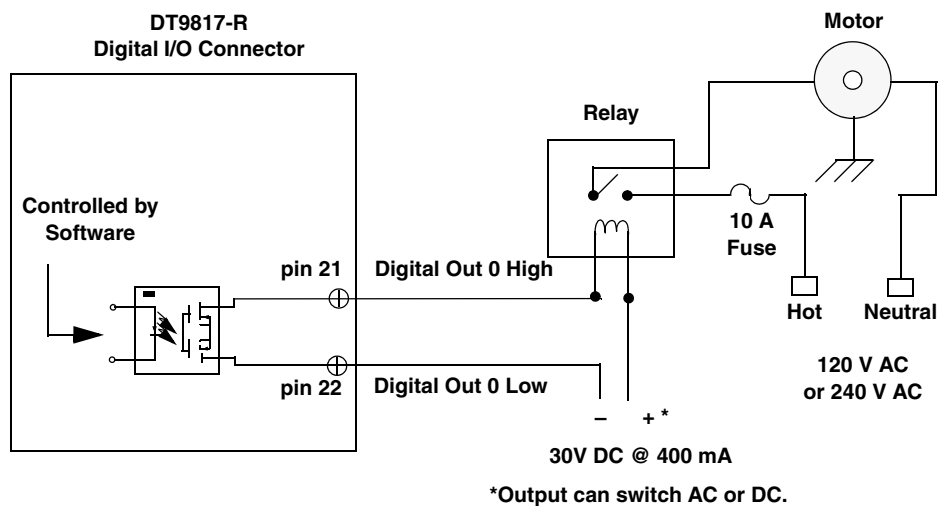 DT9817-R
Digital I/O Connector
Motor
Relay
Controlled by
Software
10 A
Fuse
pin 21
Digital Out 0 High
Hot
Neutral
pin 22
Digital Out 0 Low
120 V AC
or 240 V AC
– + *
30V DC @ 400 mA
*Output can switch AC or DC.